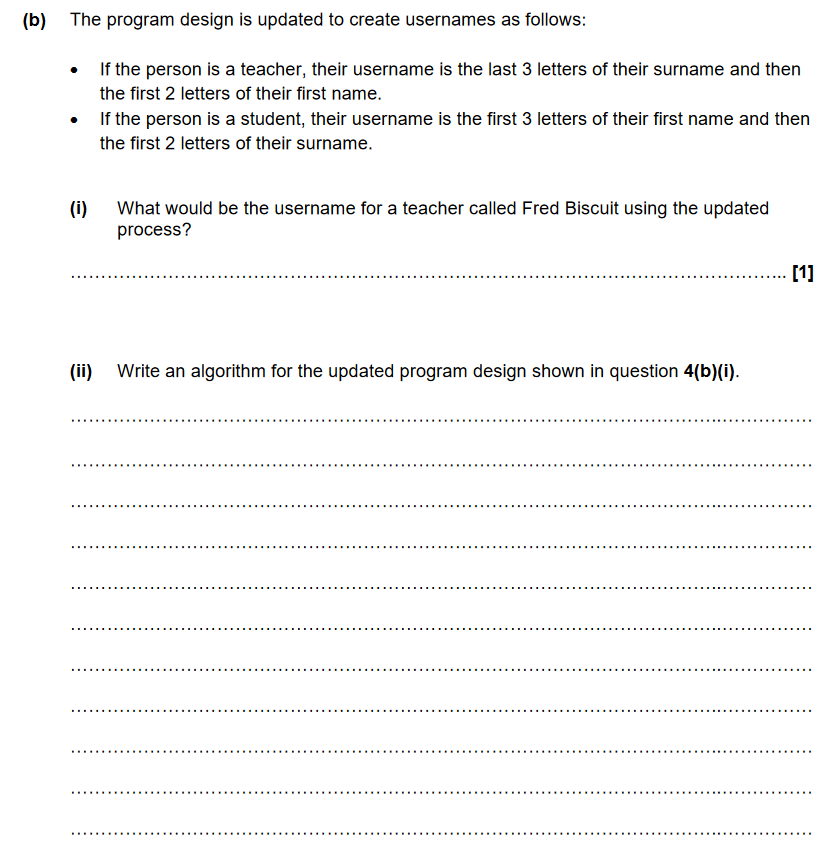 (b) The program design is updated to create usernames as follows:
• If the person is a teacher, their username is the last 3 letters of their surname and then
the first 2 letters of their first name.
• If the person is a student, their username is the first 3 letters of their first name and then
the first 2 letters of their surname.
(i) What would be the username for a teacher called Fred Biscuit using the updated
process?
[1]
(ii) Write an algorithm for the updated program design shown in question 4(b)(i).